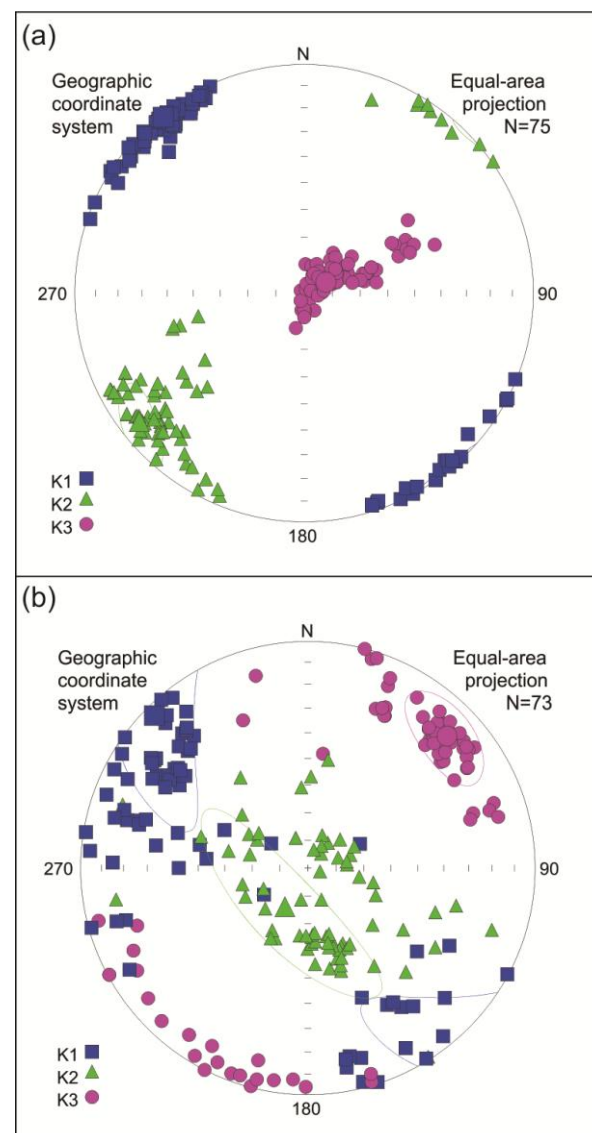 (a)
N
Geographic
coordinate
system
Equal-area
projection
N=75
270
90
K1
K2
K3
180
(b)
N
Geographic
coordinate
system
Equal-area
projection
N=73
270
90
K1
K2
K3
180